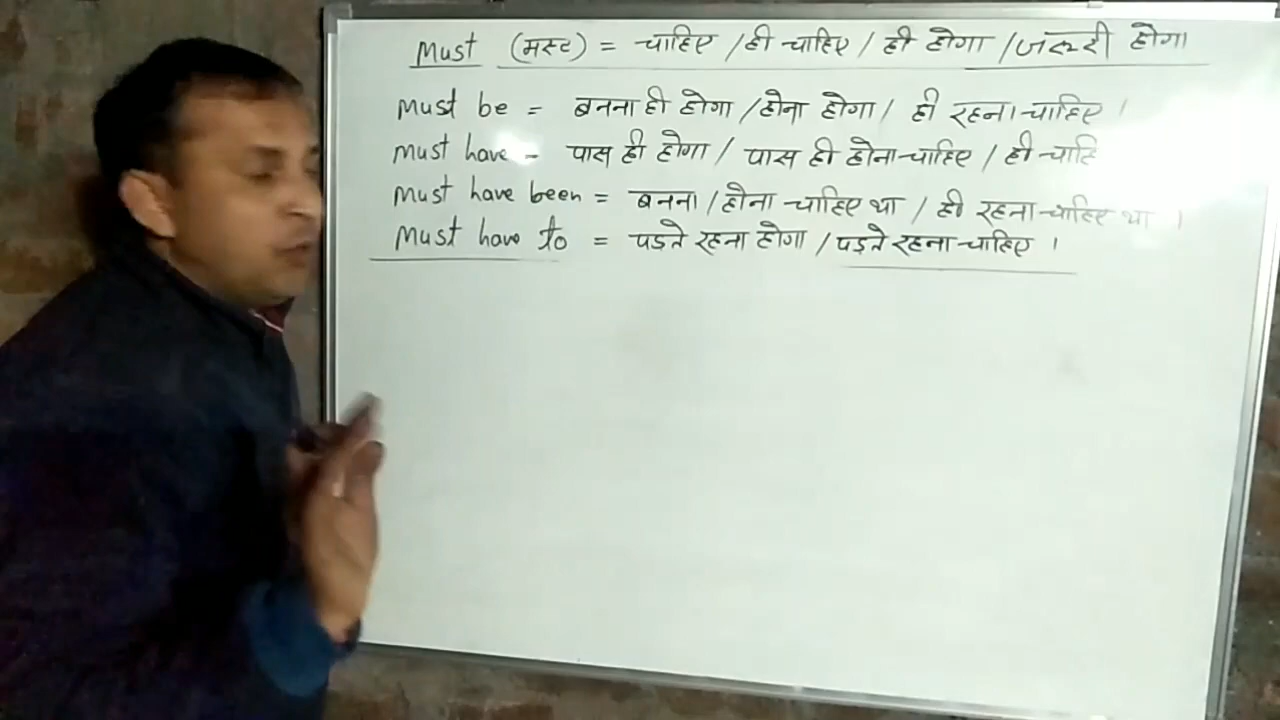 Must (मस्ट) = चाहिए / ही चाहिए / ही होगा / जरूरी होगा
Must be = बनना ही होगा / होना होगा / ही रहना चाहिए ।
Must have - पास ही होगा / पास ही होना चाहिए / ही चाहि
Must have been = बनना / होना चाहिए था / ही रहना चाहिए था ।
Must have to = पड़ते रहना होगा / पड़ते रहना चाहिए ।